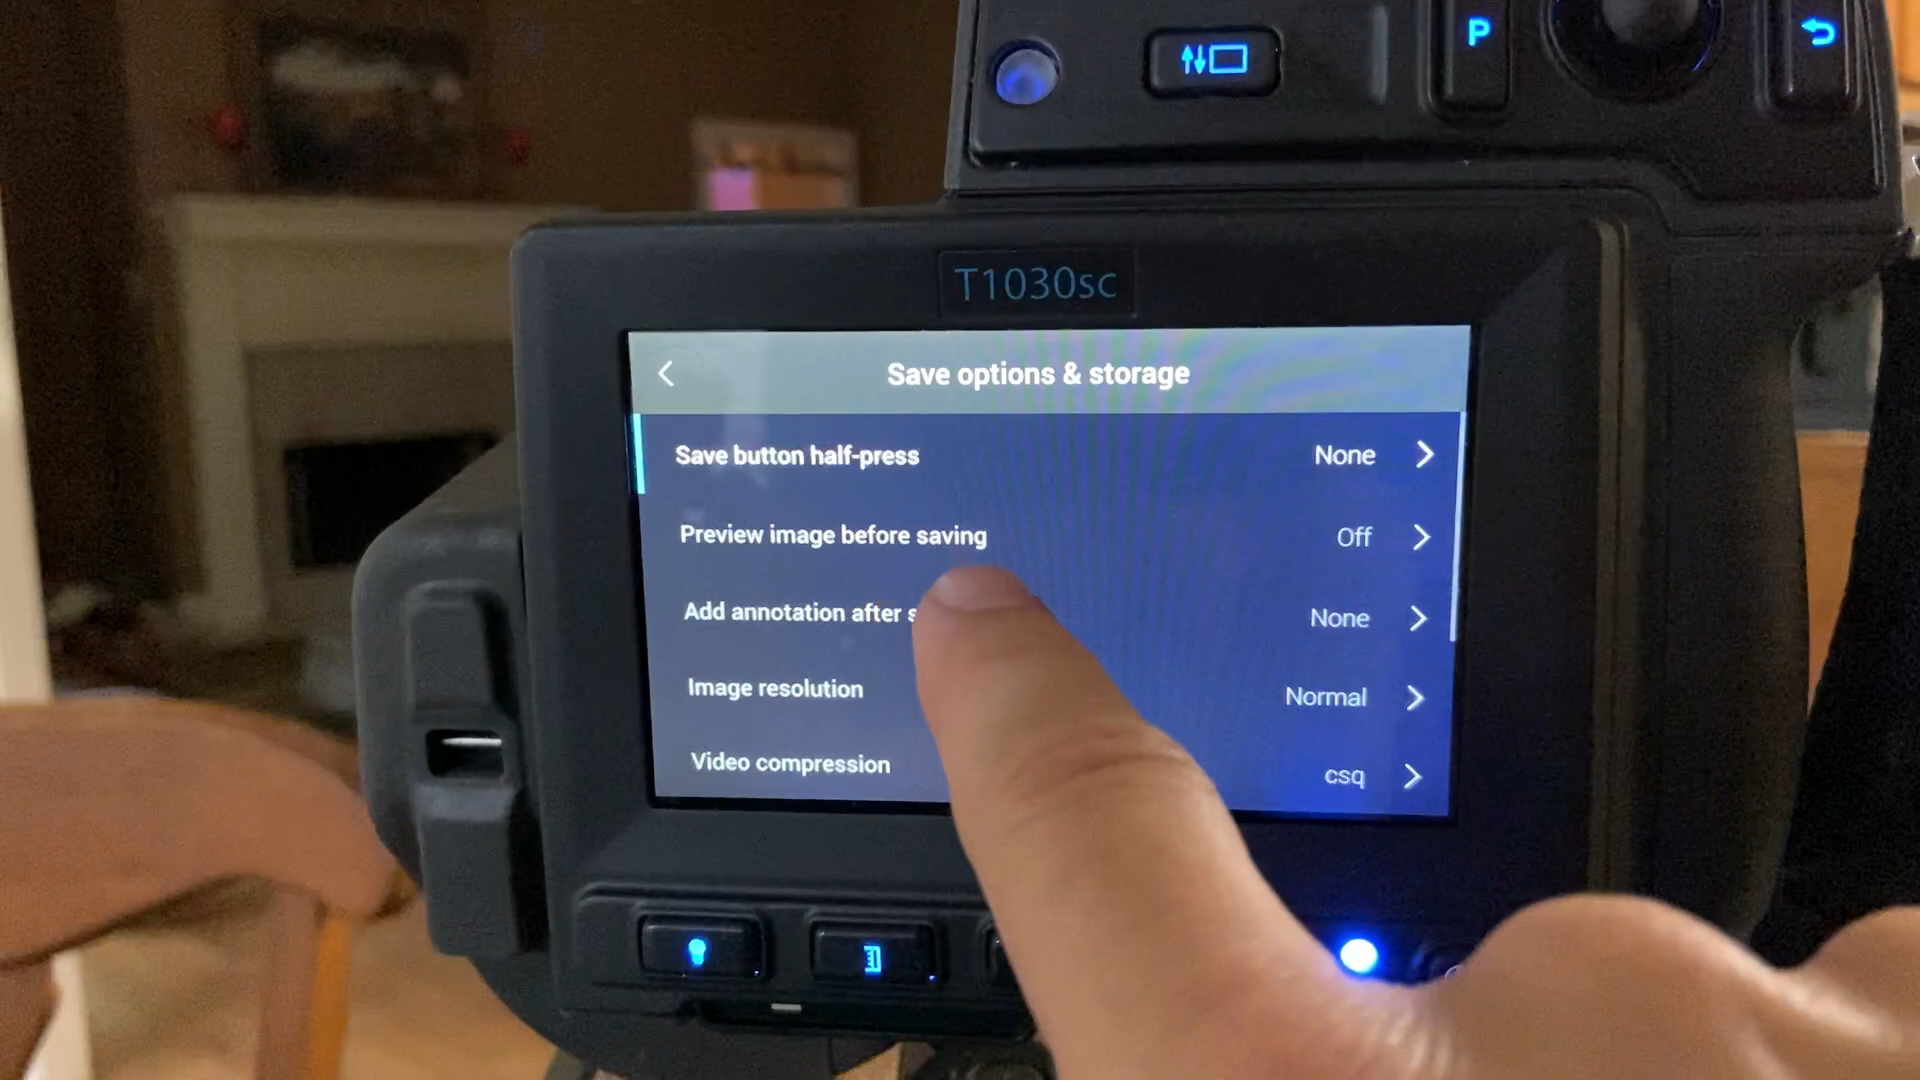 P
T1030sc
Save options & storage
Save button half-press None
Preview image before saving Off
Add annotation after s None
Image resolution Normal
Video compression csq